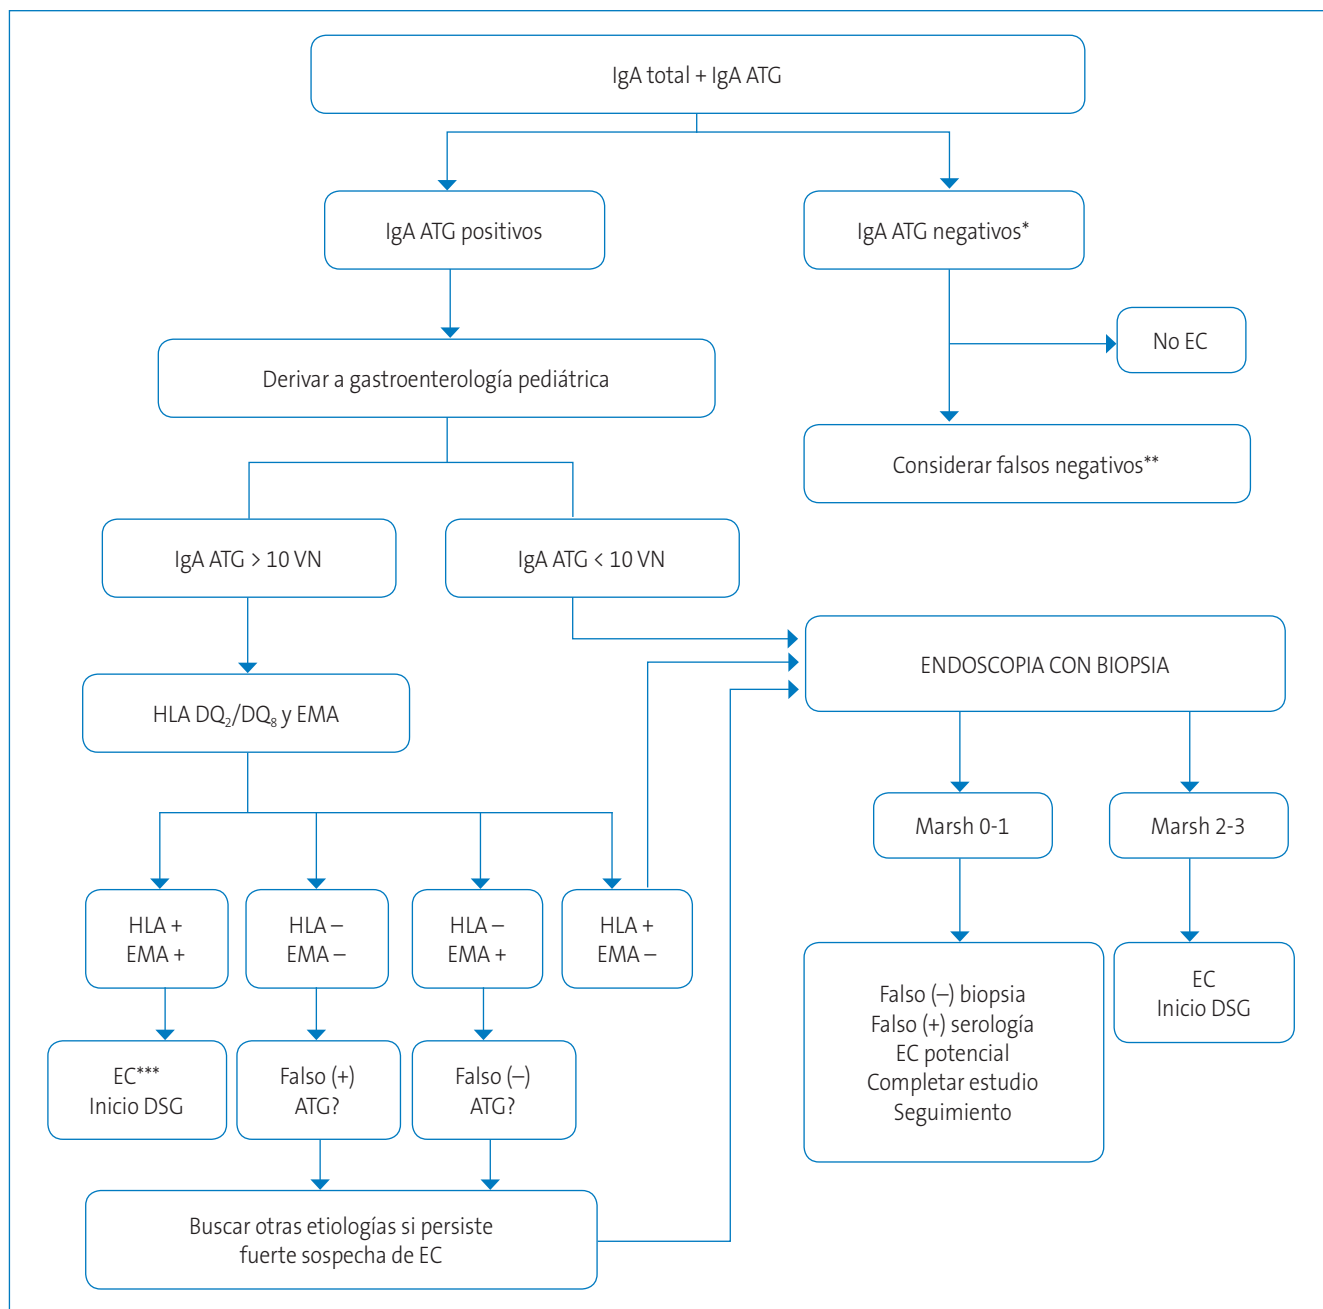 IgA total + IgA ATG
IgA ATG positivos
IgA ATG negativos*
No EC
Derivar a gastroenterología pediátrica
Considerar falsos negativos**
IgA ATG > 10 VN
IgA ATG < 10 VN
ENDOSCOPIA CON BIOPSIA
HLA DQ₂/DQ₈ y EMA
Marsh 0-1
Marsh 2-3
HLA +
EMA +
HLA –
EMA –
HLA –
EMA +
HLA +
EMA –
Falso (–) biopsia
Falso (+) serología
EC potencial
Completar estudio
Seguimiento
EC
Inicio DSG
EC***
Inicio DSG
Falso (+)
ATG?
Falso (–)
ATG?
Buscar otras etiologías si persiste
fuerte sospecha de EC